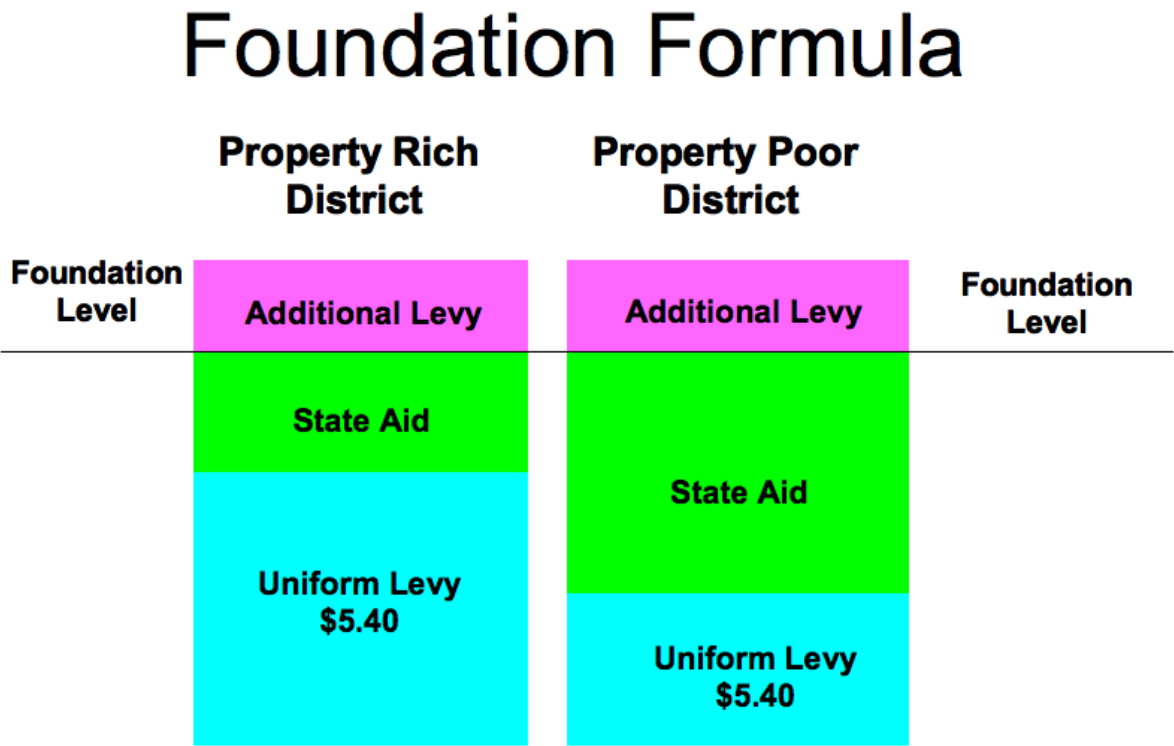 Foundation Formula
Property Rich
District
Property Poor
District
Foundation
Level
Additional Levy
Additional Levy
Foundation
Level
State Aid
State Aid
Uniform Levy
$5.40
Uniform Levy
$5.40